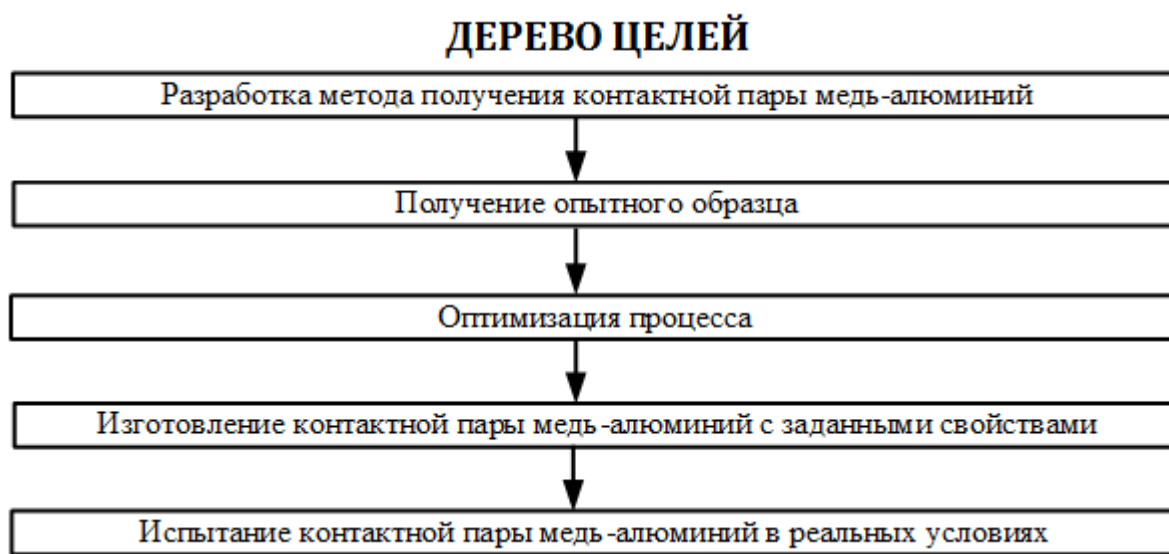 ДЕРЕВО ЦЕЛЕЙ
Разработка метода получения контактной пары медь-алюминий
Получение опытного образца
Оптимизация процесса
Изготовление контактной пары медь-алюминий с заданными свойствами
Испытание контактной пары медь-алюминий в реальных условиях